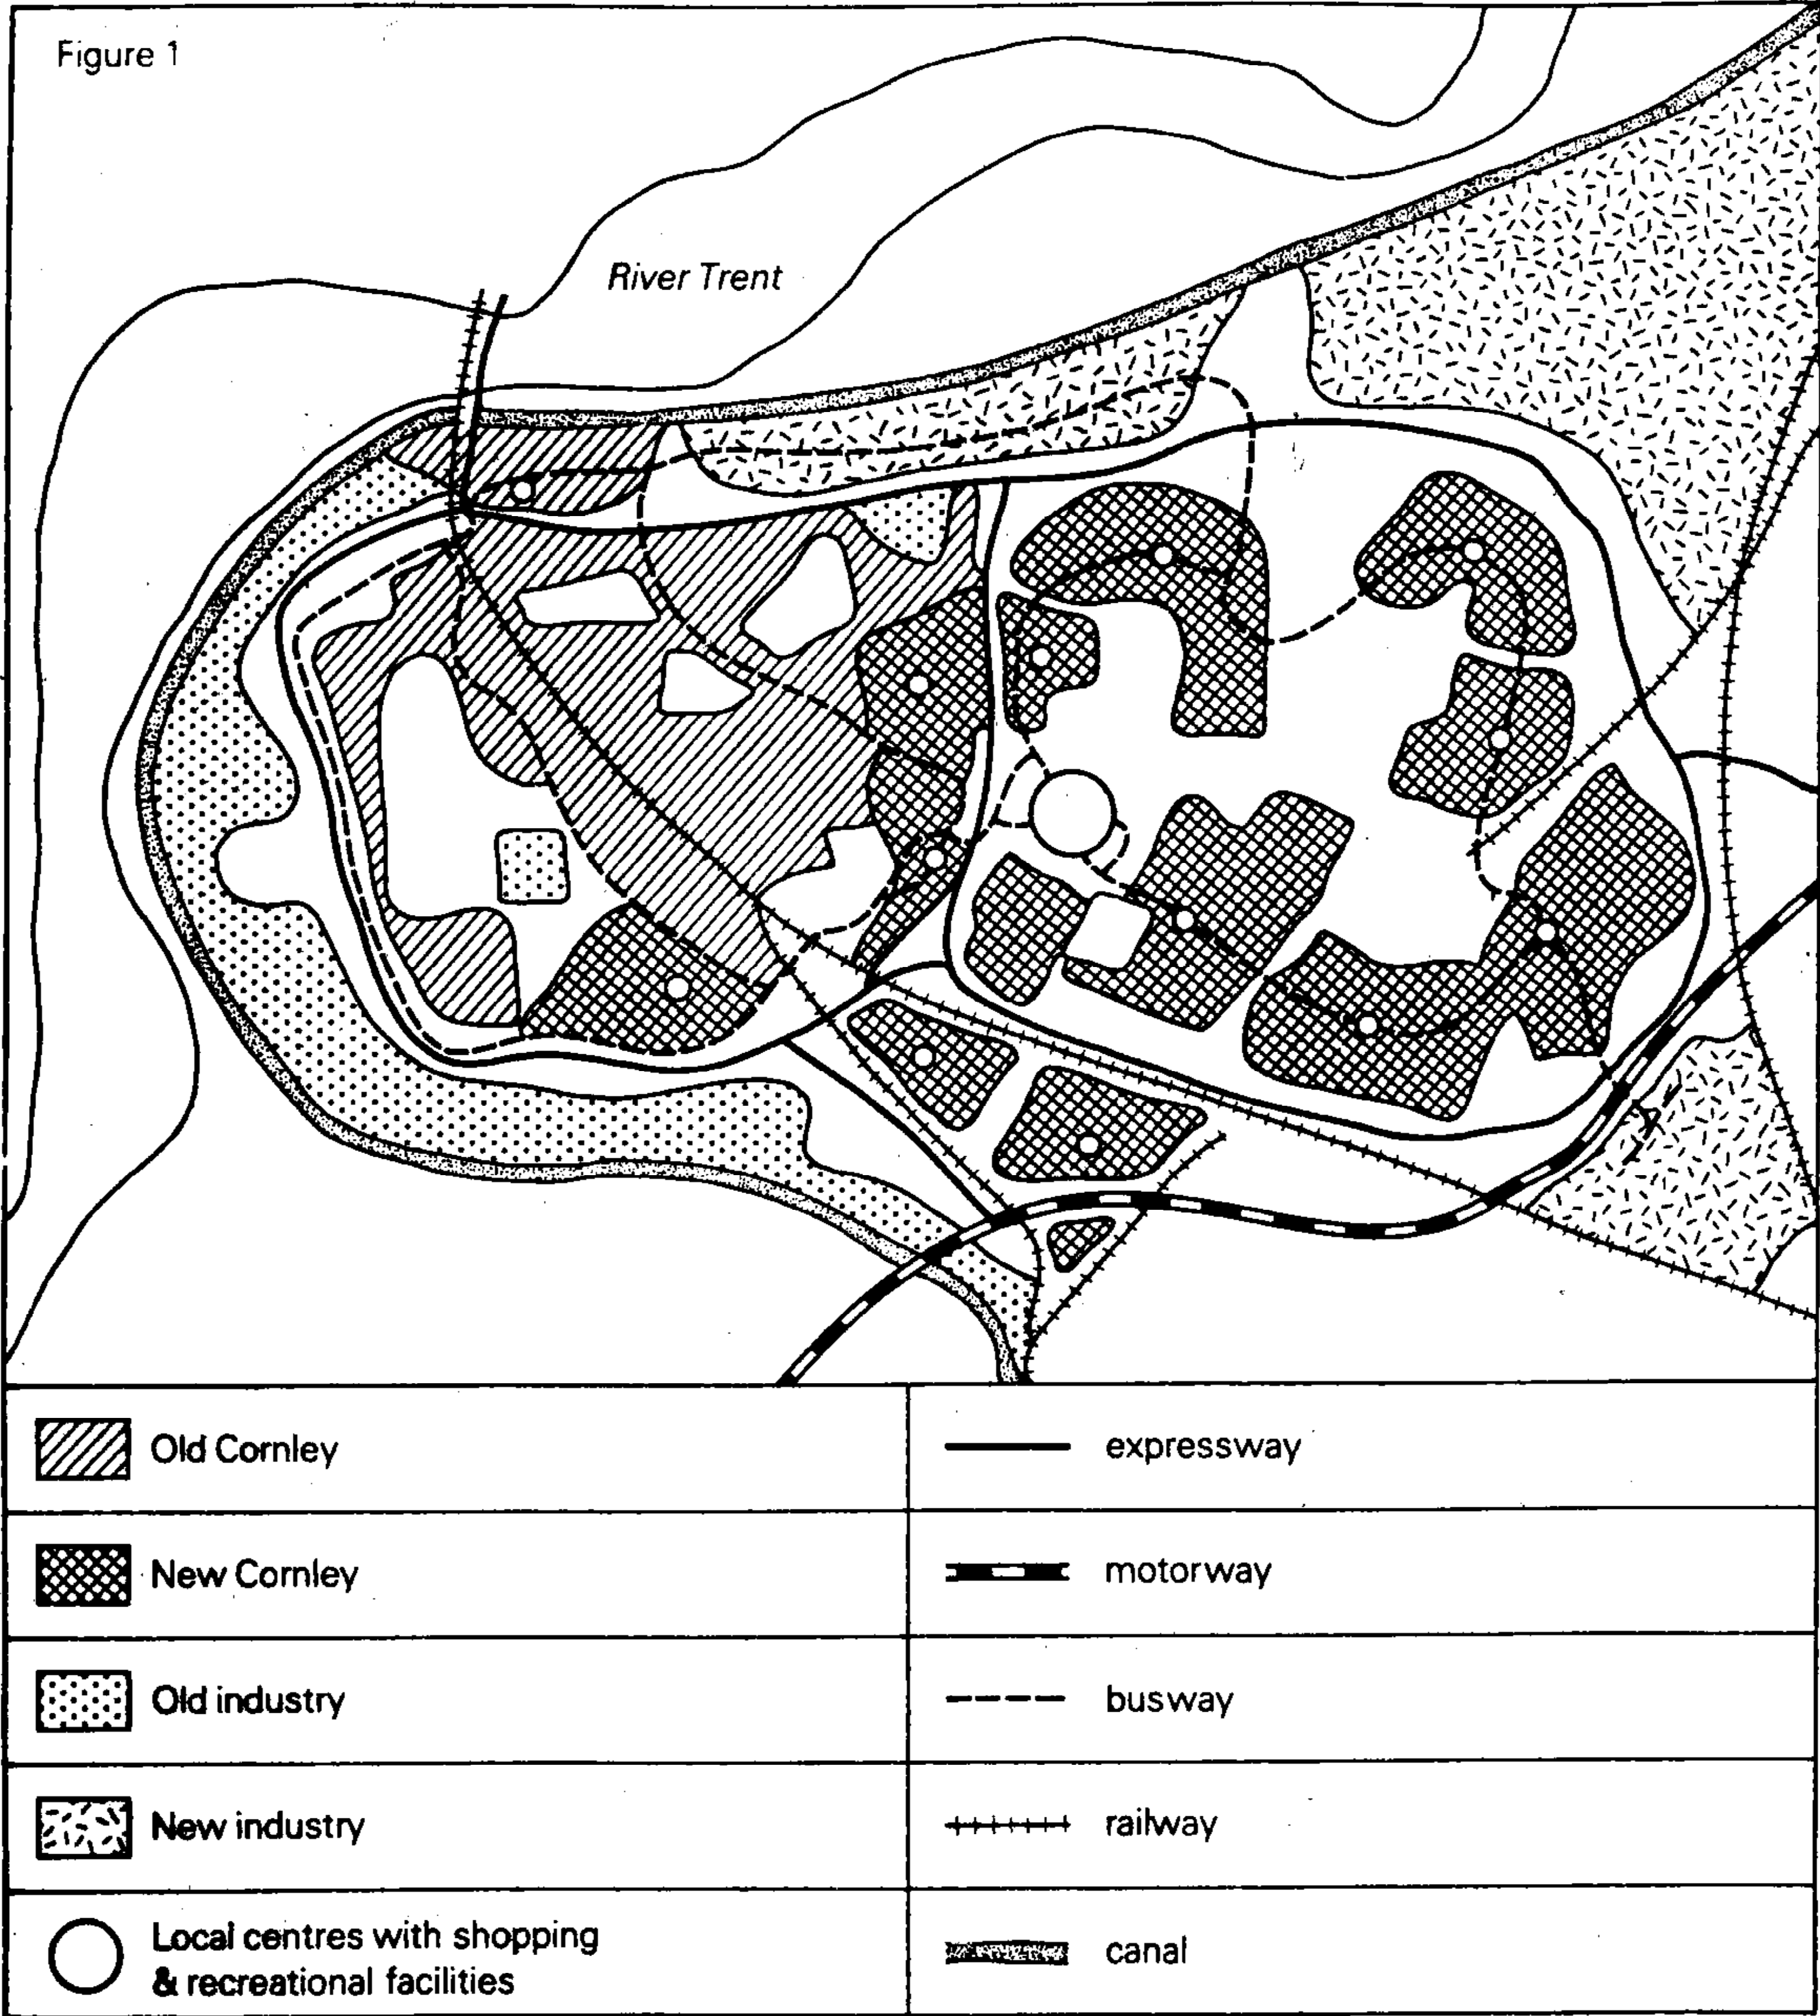 Figure 1
River Trent
Old Cornley
expressway
New Cornley
motorway
Old industry
busway
New industry
railway
Local centres with shopping
& recreational facilities
canal